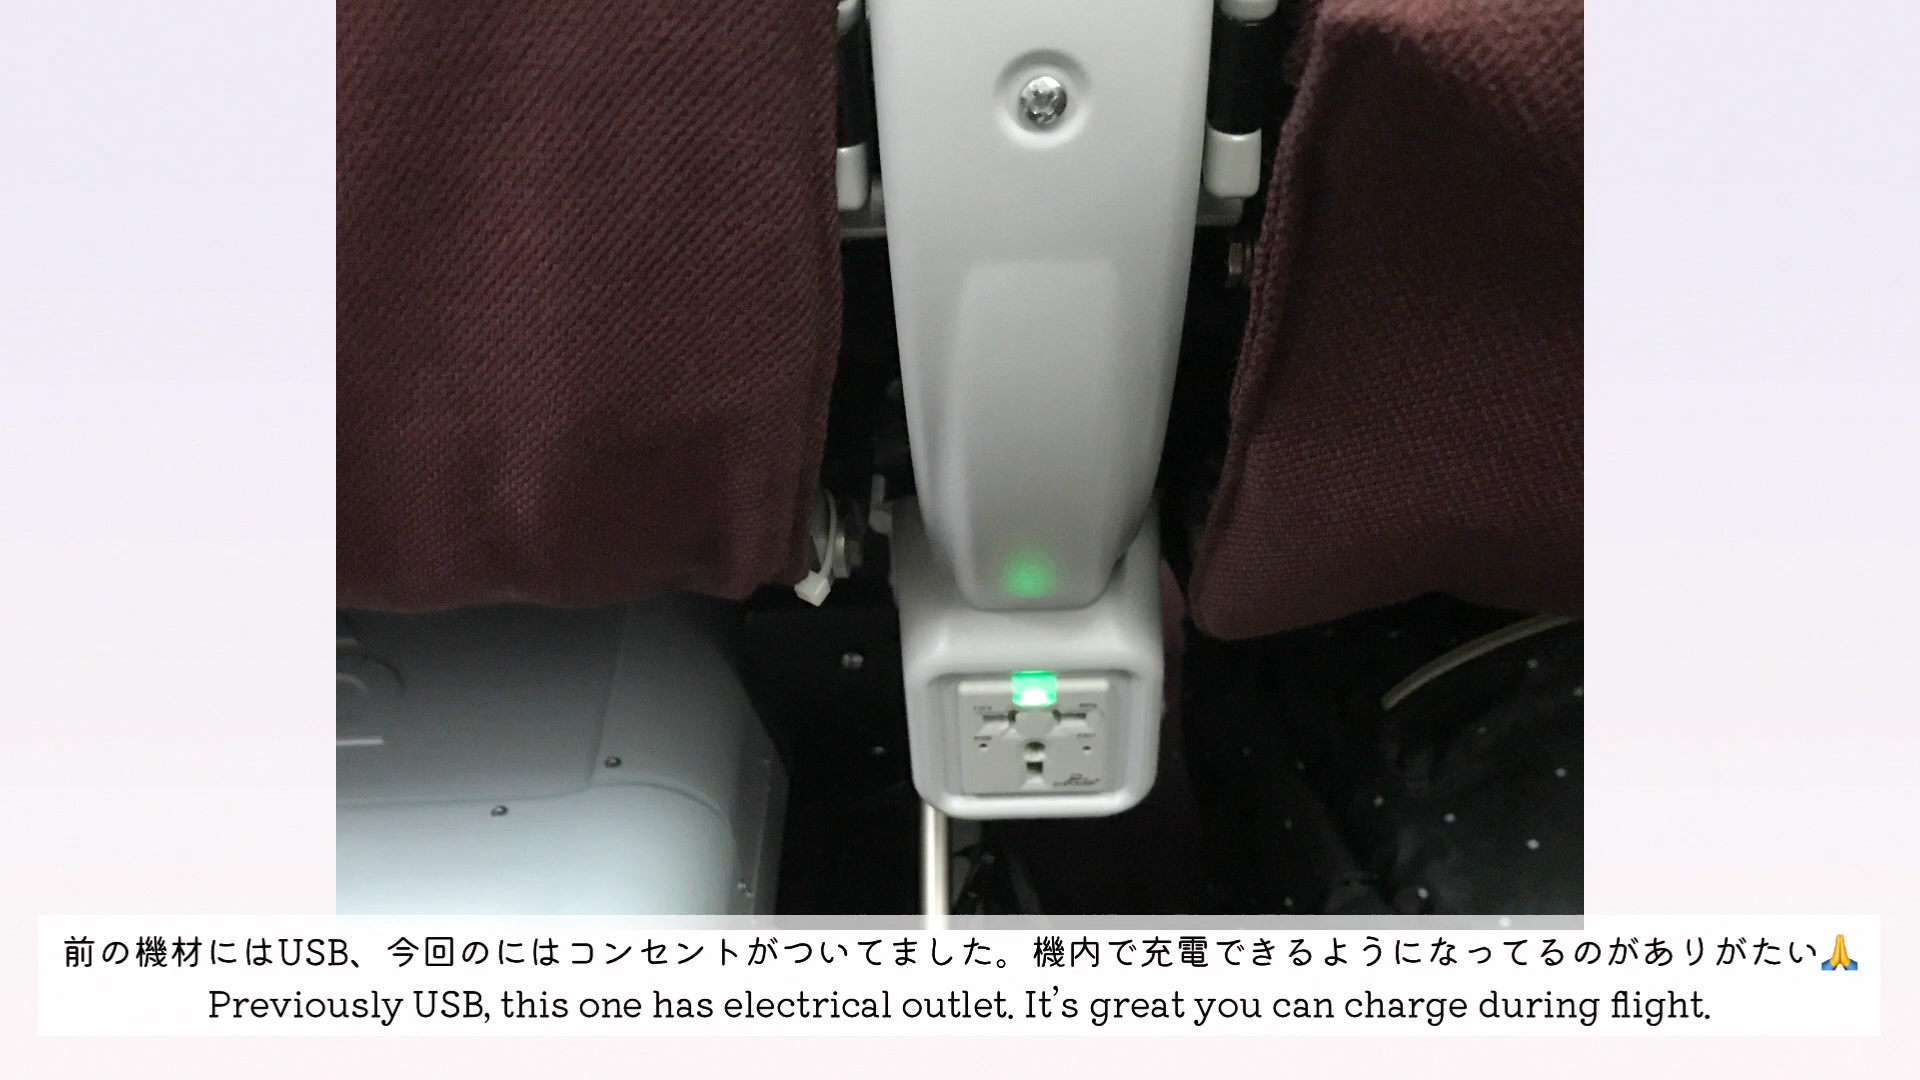 前の機材にはUSB、今回のにはコンセントがついてました。機内で充電できるようになってるのがありがたい🙏
Previously USB, this one has electrical outlet. It's great you can charge during flight.